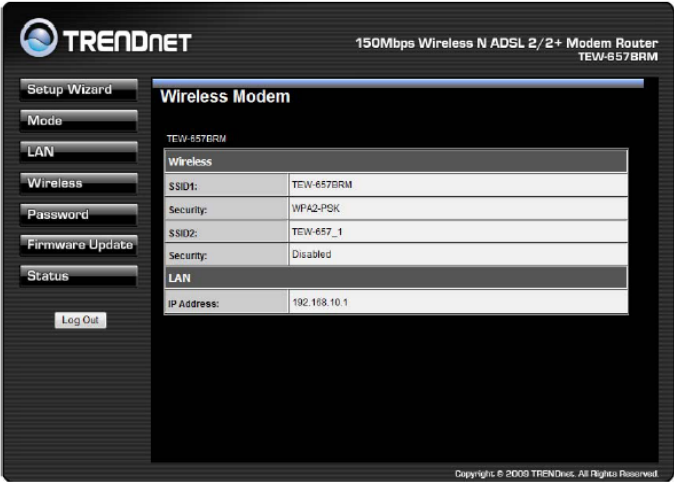 TRENDNET
150Mbps Wireless N ADSL 2/2+ Modem Router
TEW-657BRM
Setup Wizard
Mode
LAN
Wireless
Password
Firmware Update
Status
Log Out
Wireless Modem
TEW-657BRM
Wireless
SSID1: TEW-657BRM
Security: WPA2-PSK
SSID2: TEW-657_1
Security: Disabled
LAN
IP Address: 192.168.10.1
Copyright © 2009 TRENDnet. All Rights Reserved.